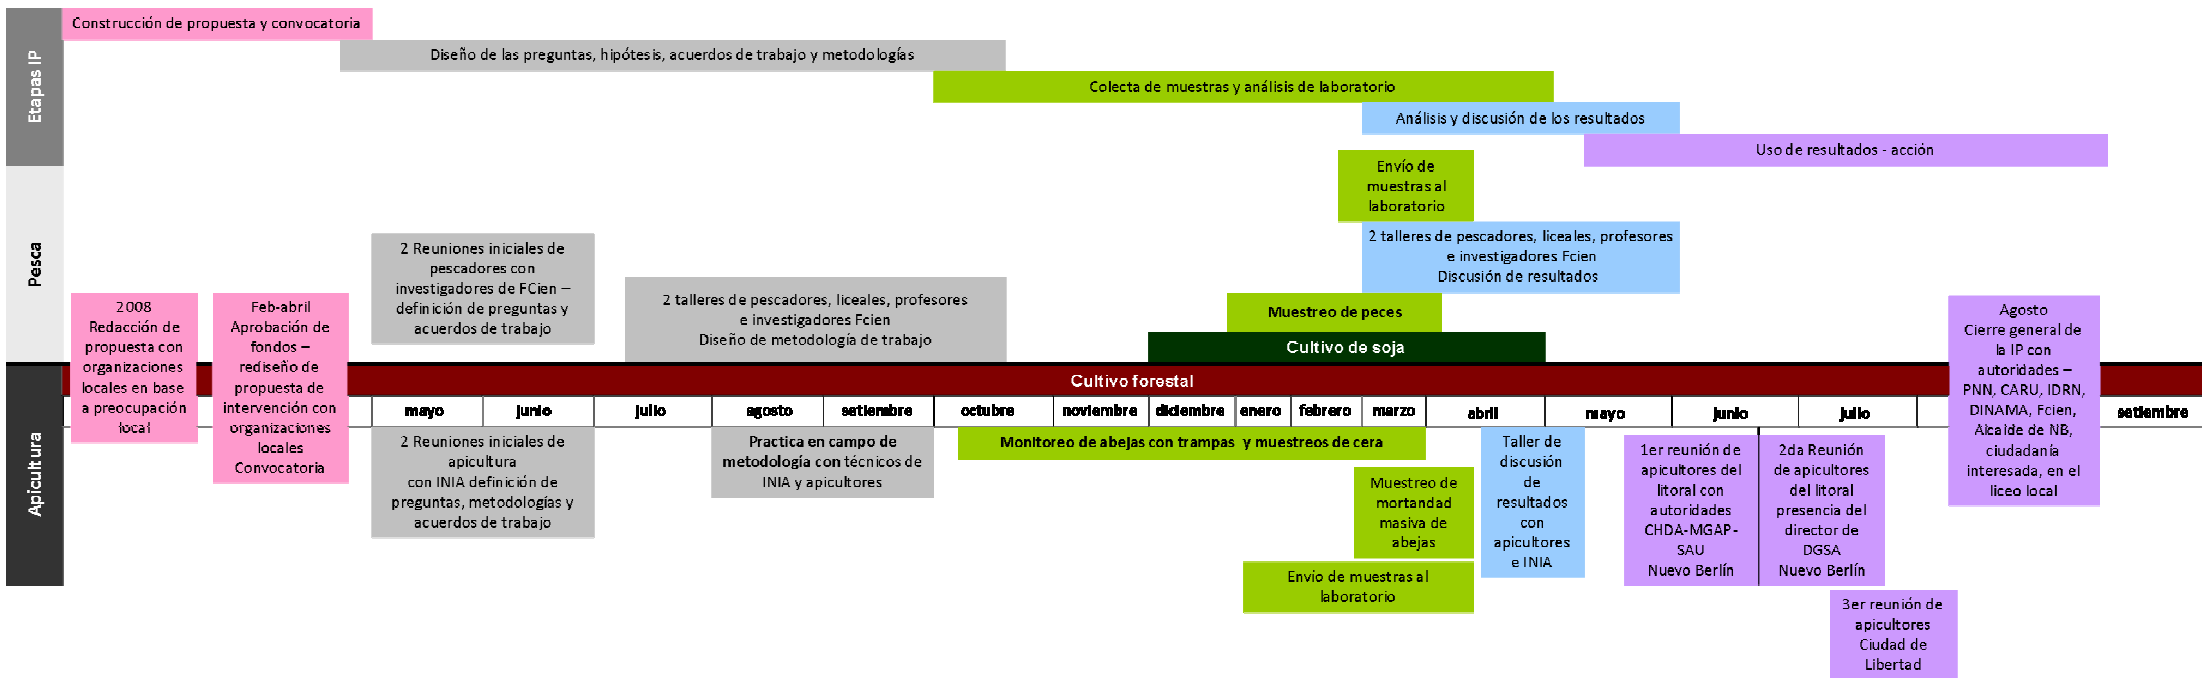 Etapas IP
Construcción de propuesta y convocatoria
Diseño de las preguntas, hipótesis, acuerdos de trabajo y metodologías
Colecta de muestras y análisis de laboratorio
Análisis y discusión de los resultados
Uso de resultados - acción
Pesca
Envío de
muestras al
laboratorio
2 Reuniones iniciales de
pescadores con
investigadores de FCien –
definición de preguntas y
acuerdos de trabajo
2 talleres de pescadores, liceales, profesores
e investigadores Fcien
Diseño de metodología de trabajo
2 talleres de pescadores, liceales, profesores
e investigadores Fcien
Discusión de resultados
Muestreo de peces
Cultivo de soja
2008
Redacción de
propuesta con
organizaciones
locales en base
a preocupación
local
Feb-abril
Aprobación de
fondos –
rediseño de
propuesta de
intervención con
organizaciones
locales
Convocatoria
Agosto
Cierre general de
la IP con
autoridades –
PNN, CARU, IDRN,
DINAMA, Fcien,
Alcalde de NB,
ciudadanía
interesada, en el
liceo local
Cultivo forestal
mayo
junio
julio
agosto
setiembre
octubre
noviembre
diciembre
enero
febrero
marzo
abril
mayo
junio
julio
setiembre
Apicultura
2 Reuniones iniciales de
apicultura
con INIA definición de
preguntas, metodologías y
acuerdos de trabajo
Practica en campo de
metodología con técnicos de
INIA y apicultores
Monitoreo de abejas con trampas y muestreos de cera
Muestreo de
mortandad
masiva de
abejas
Envio de muestras al
laboratorio
Taller de
discusión
de
resultados
con
apicultores
e INIA
1er reunión de
apicultores del
litoral con
autoridades
CHDA-MGAP-
SAU
Nuevo Berlín
2da Reunión
de apicultores
del litoral
presencia del
director de
DGSA
Nuevo Berlín
3er reunión de
apicultores
Ciudad de
Libertad